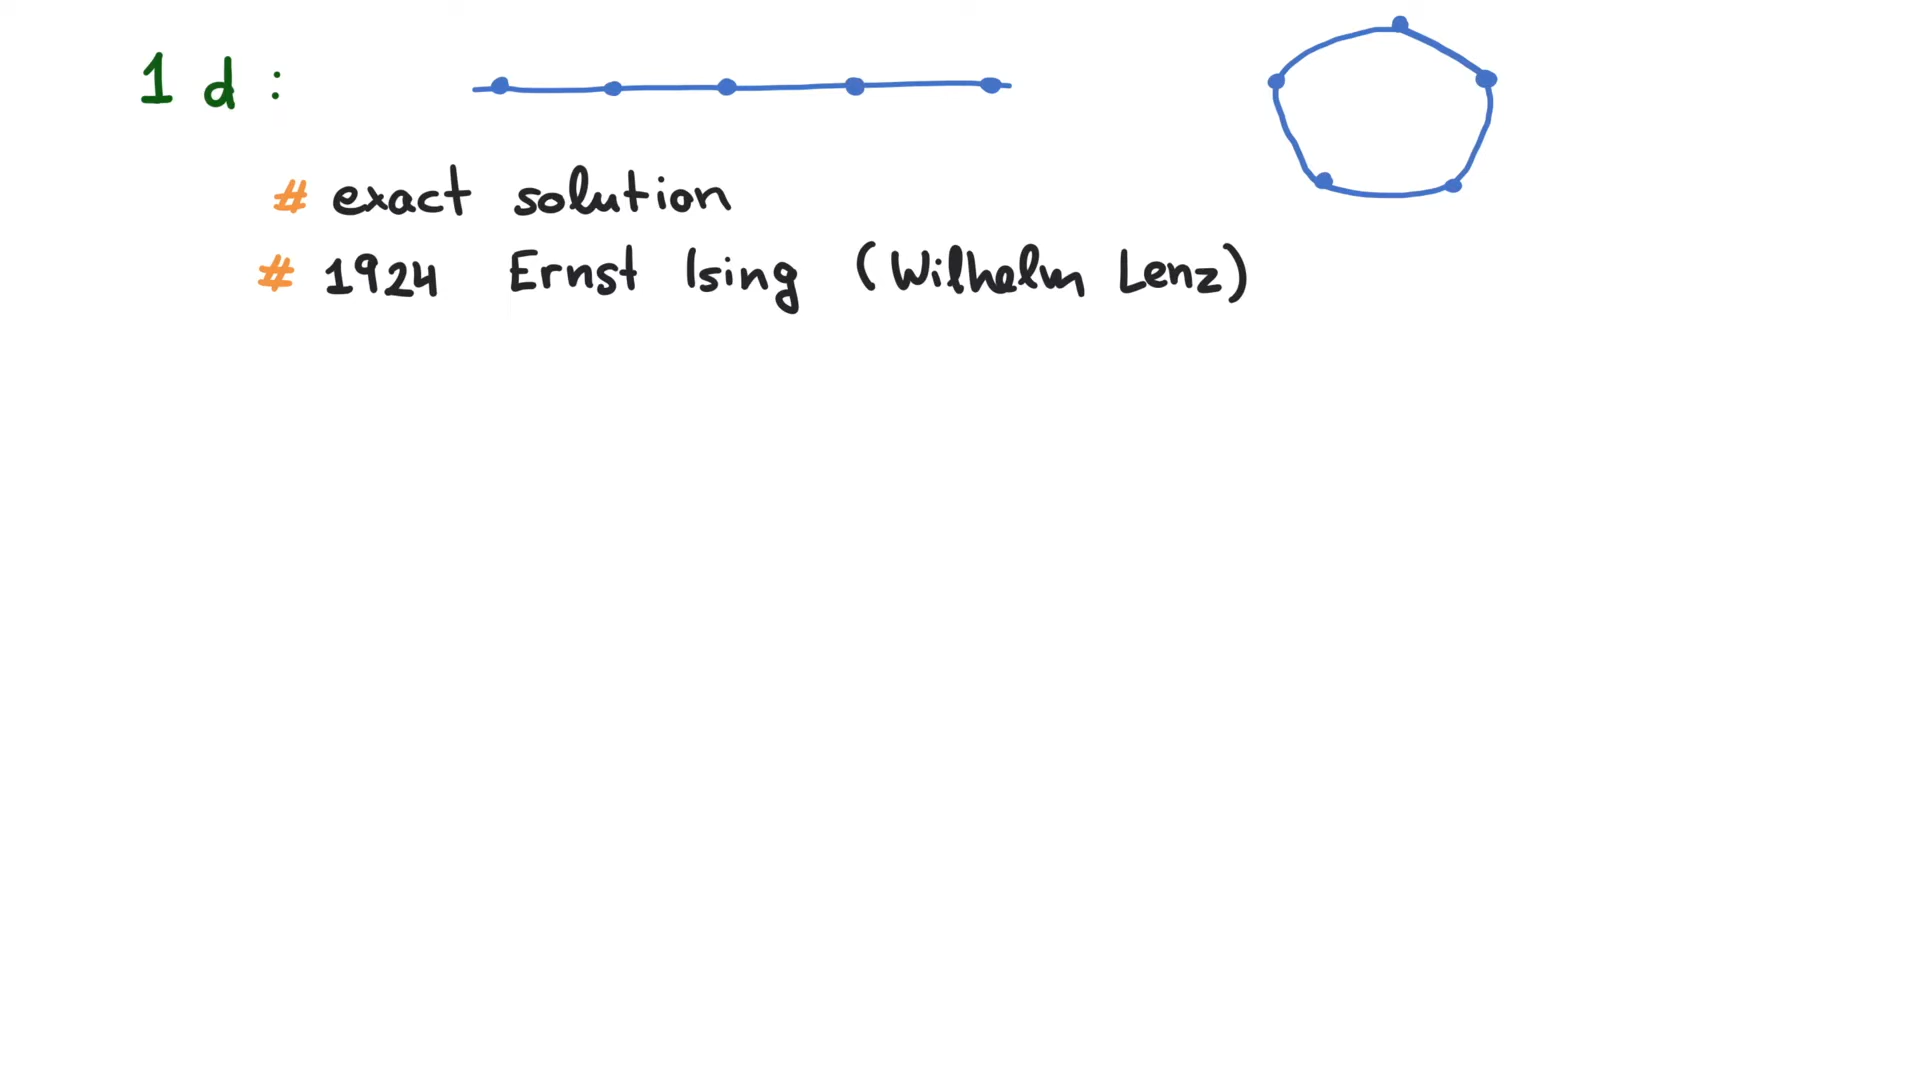 1 d :
# exact solution
# 1924 Ernst Ising (Wilhelm Lenz)